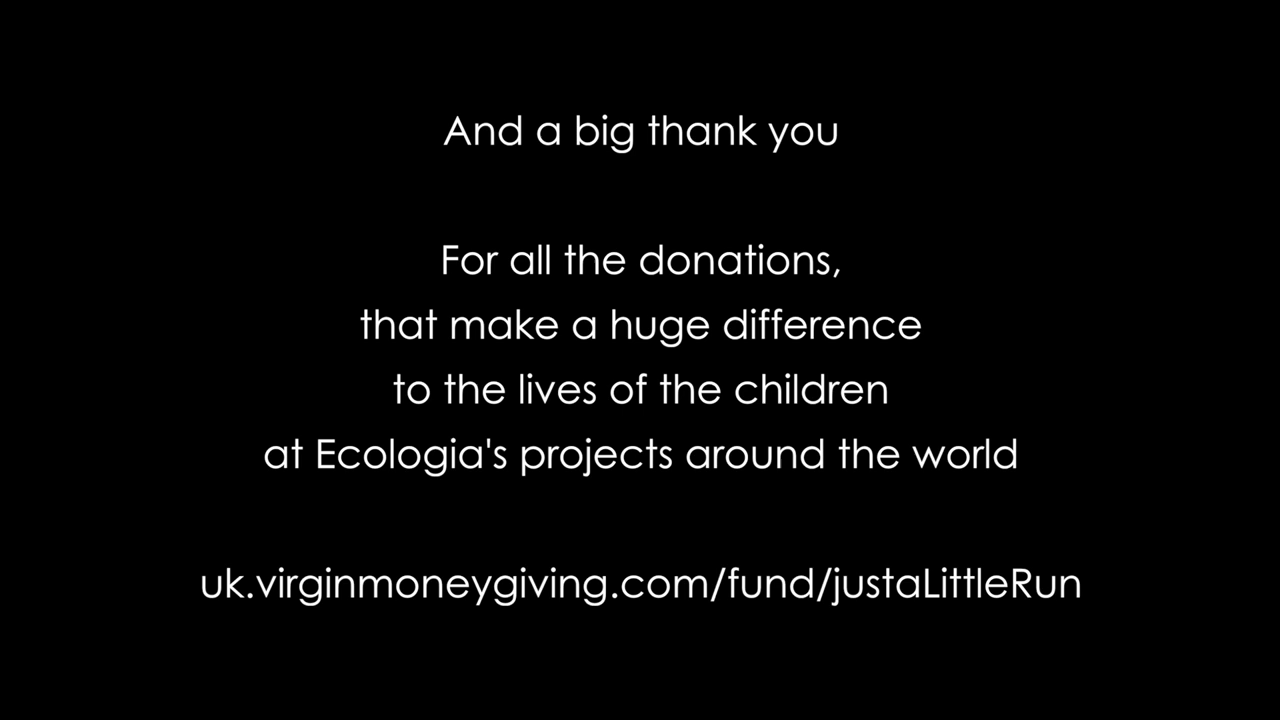 And a big thank you
For all the donations,
that make a huge difference
to the lives of the children
at Ecologia's projects around the world
uk.virginmoneygiving.com/fund/justaLittleRun